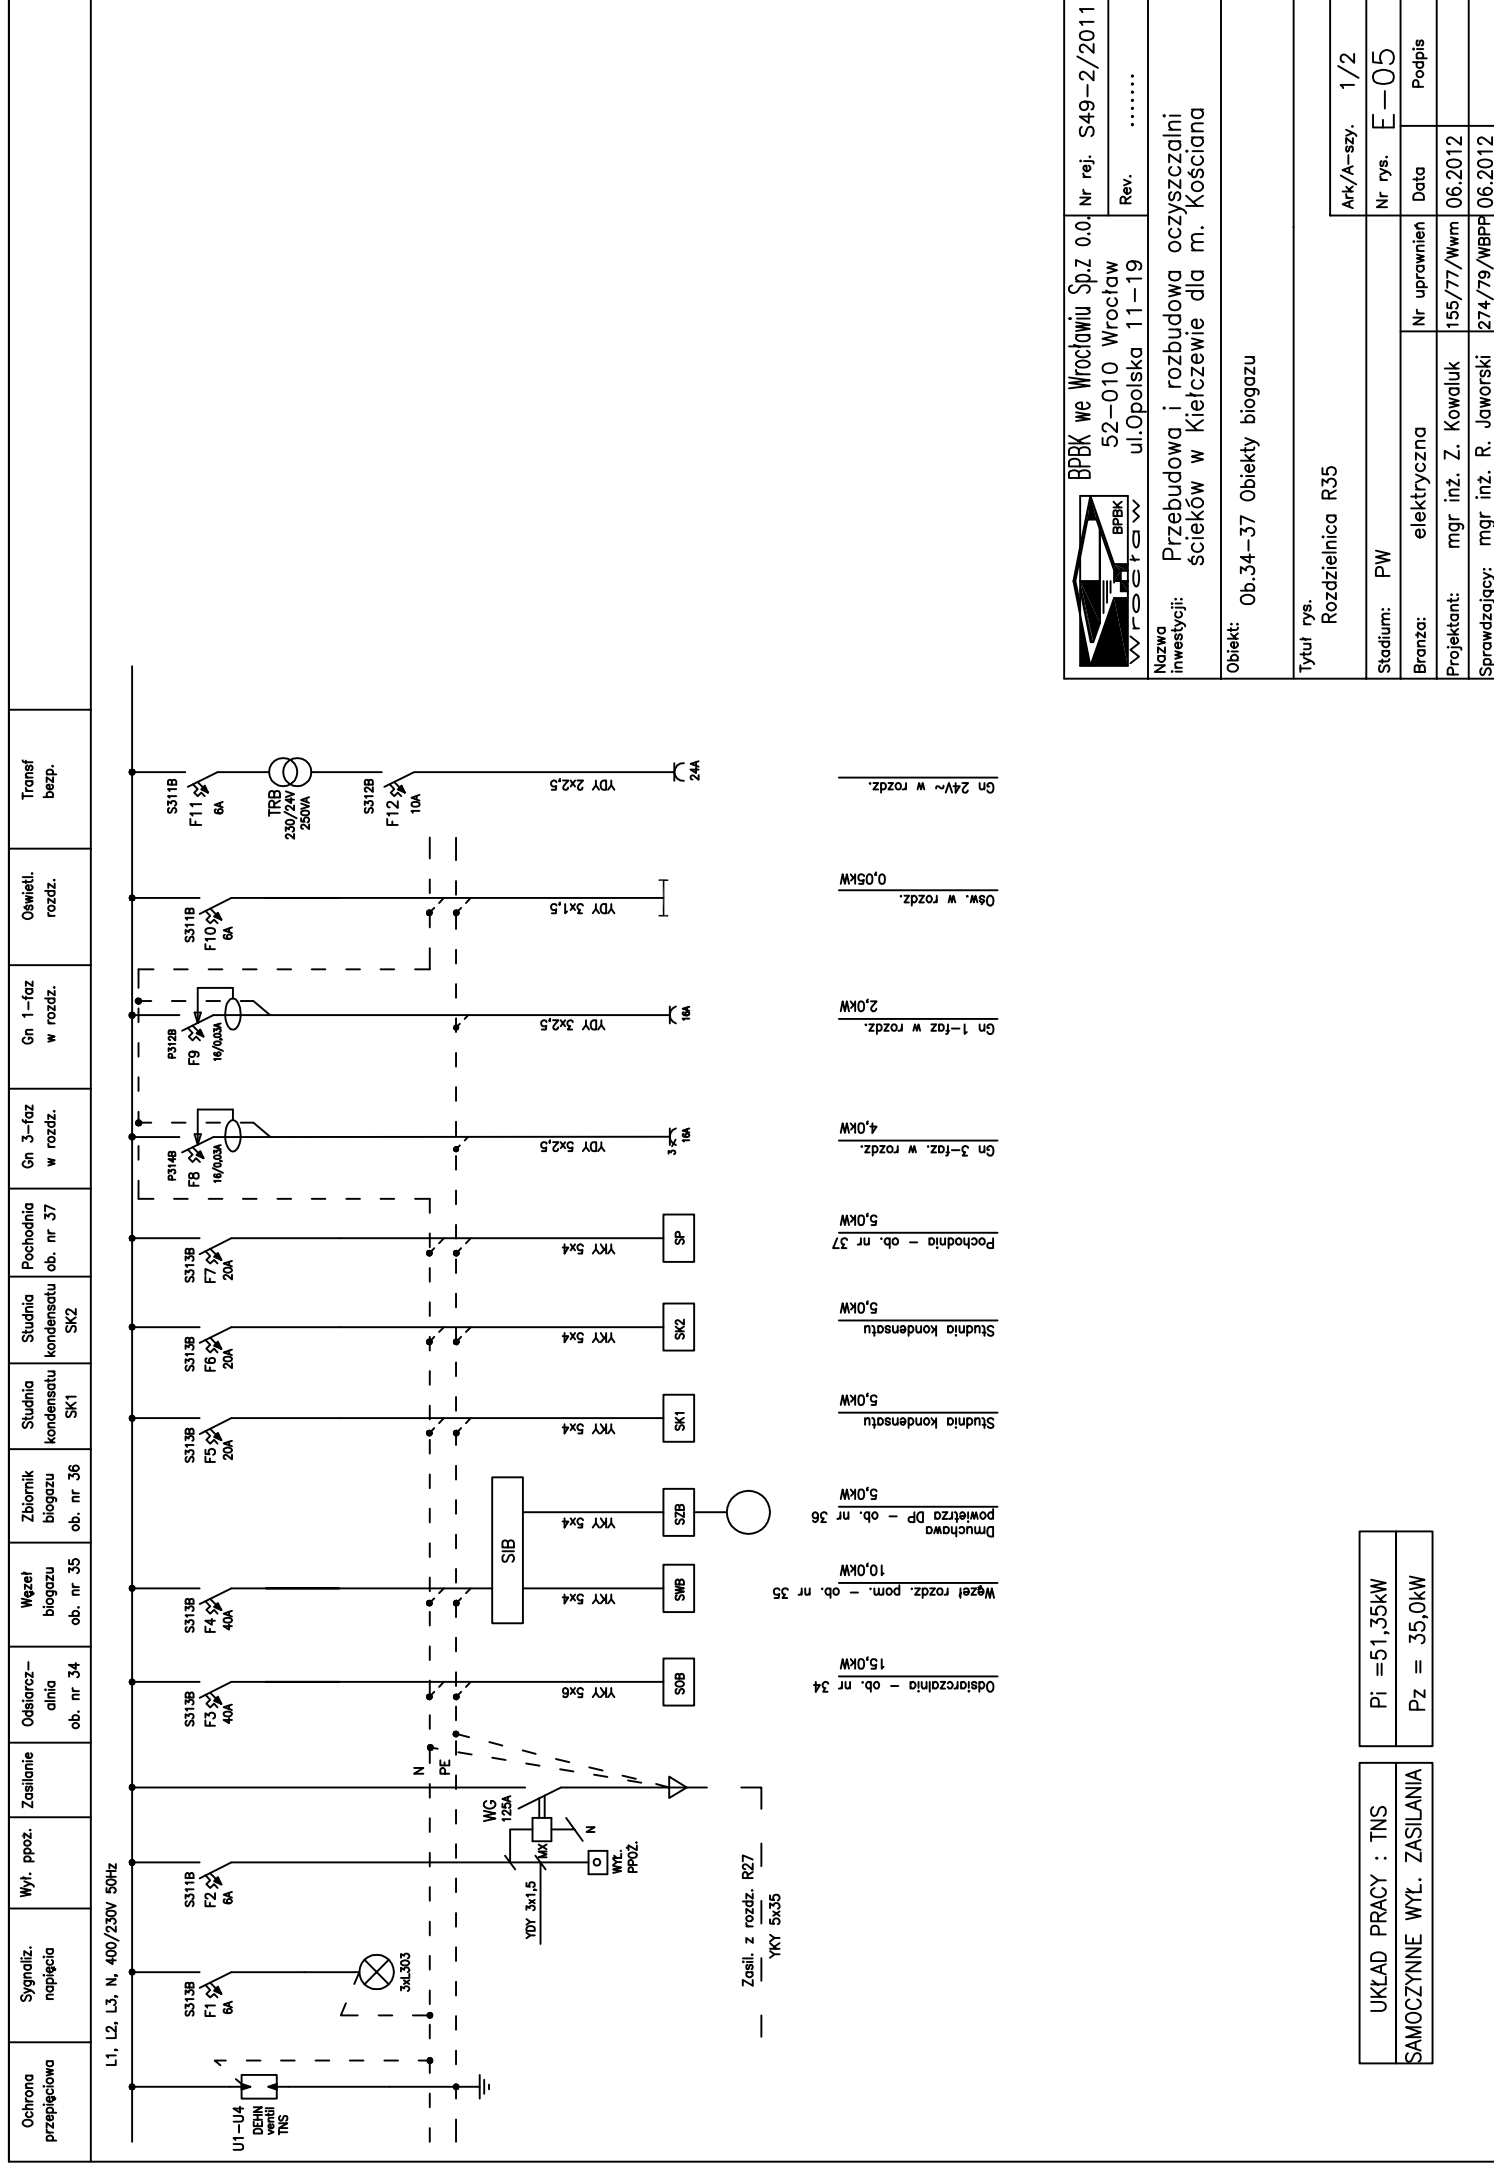 Ochrona
przepięciowa
Sygnaliz.
napięcia
Wył. ppoż.
Zasilanie
Odsiarcz-
alnia
ob. nr 34
Węzeł
biogazu
ob. nr 35
Zbiornik
biogazu
ob. nr 36
Studnia
kondensatu
SK1
Studnia
kondensatu
SK2
Pochodnia
ob. nr 37
Gn 3-faz
w rozdz.
Gn 1-faz
w rozdz.
Oświetl.
rozdz.
Transf
bezp.
L1, L2, L3, N, 400/230V 50Hz
U1-U4
DEHN
ventil
TNS
S313B
F1
6A
3xL303
S311B
F2
6A
YDY 3x1,5
MX
N
WYŁ.
PPOŻ.
WG
125A
N
PE
Zasil. z rozdz. R27
YKY 5x35
S313B
F3
40A
YKY 5x6
SOB
Odsiarczalnia - ob. nr 34
15,0kW
S313B
F4
40A
SIB
YKY 5x4
SWB
Węzeł rozdz. pom. - ob. nr 35
10,0kW
YKY 5x4
SZB
Dmuchawa
powietrza DP - ob. nr 36
5,0kW
S313B
F5
20A
YKY 5x4
SK1
Studnia kondensatu
5,0kW
S313B
F6
20A
YKY 5x4
SK2
Studnia kondensatu
5,0kW
S313B
F7
20A
YKY 5x4
SP
Pochodnia - ob. nr 37
5,0kW
P314B
F8
16/0,03A
YDY 5x2,5
3 x
16A
Gn 3-faz. w rozdz.
4,0kW
P312B
F9
16/0,03A
YDY 3x2,5
16A
Gn 1-faz w rozdz.
2,0kW
S311B
F10
6A
YDY 3x1,5
Ośw. w rozdz.
0,05kW
S311B
F11
6A
TRB
230/24V
250VA
S312B
F12
10A
YDY 2x2,5
24A
Gn 24V~ w rozdz.
UKŁAD PRACY : TNS
SAMOCZYNNE WYŁ. ZASILANIA
Pi =51,35kW
Pz = 35,0kW
BPBK
Wrocław
BPBK we Wrocławiu Sp.z o.o.
52-010 Wrocław
ul.Opolska 11-19
Nr rej. S49-2/2011
Rev. .......
Nazwa
inwestycji:
Przebudowa i rozbudowa oczyszczalni
ścieków w Kiełczewie dla m. Kościana
Obiekt:
Ob.34-37 Obiekty biogazu
Tytuł rys.
Rozdzielnica R35
Ark/A-szy. 1/2
Stadium: PW
Nr rys. E-05
Branża: elektryczna
Nr uprawnień
Data
Podpis
Projektant: mgr inż. Z. Kowaluk
155/77/Wwm
06.2012
Sprawdzający: mgr inż. R. Jaworski
274/79/WBPP
06.2012